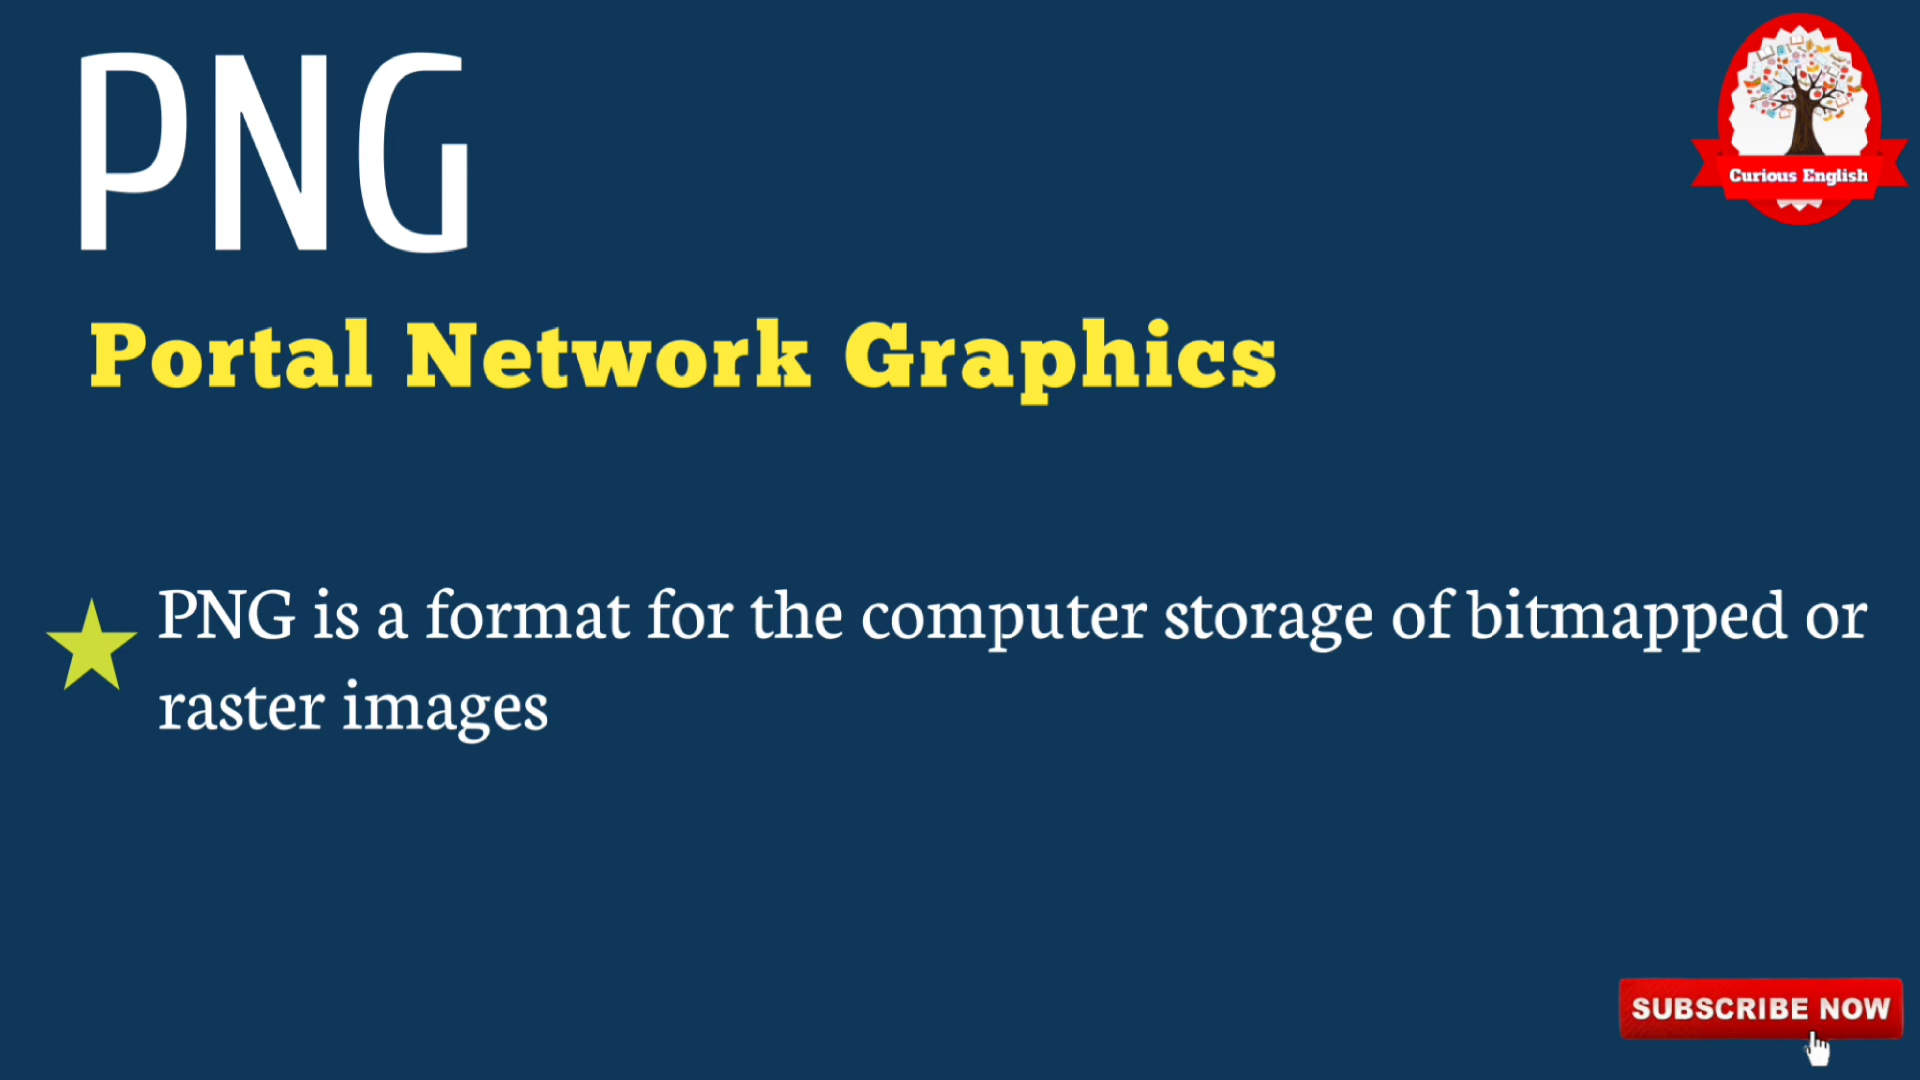 PNG
Curious English
Portal Network Graphics
PNG is a format for the computer storage of bitmapped or
raster images
SUBSCRIBE NOW